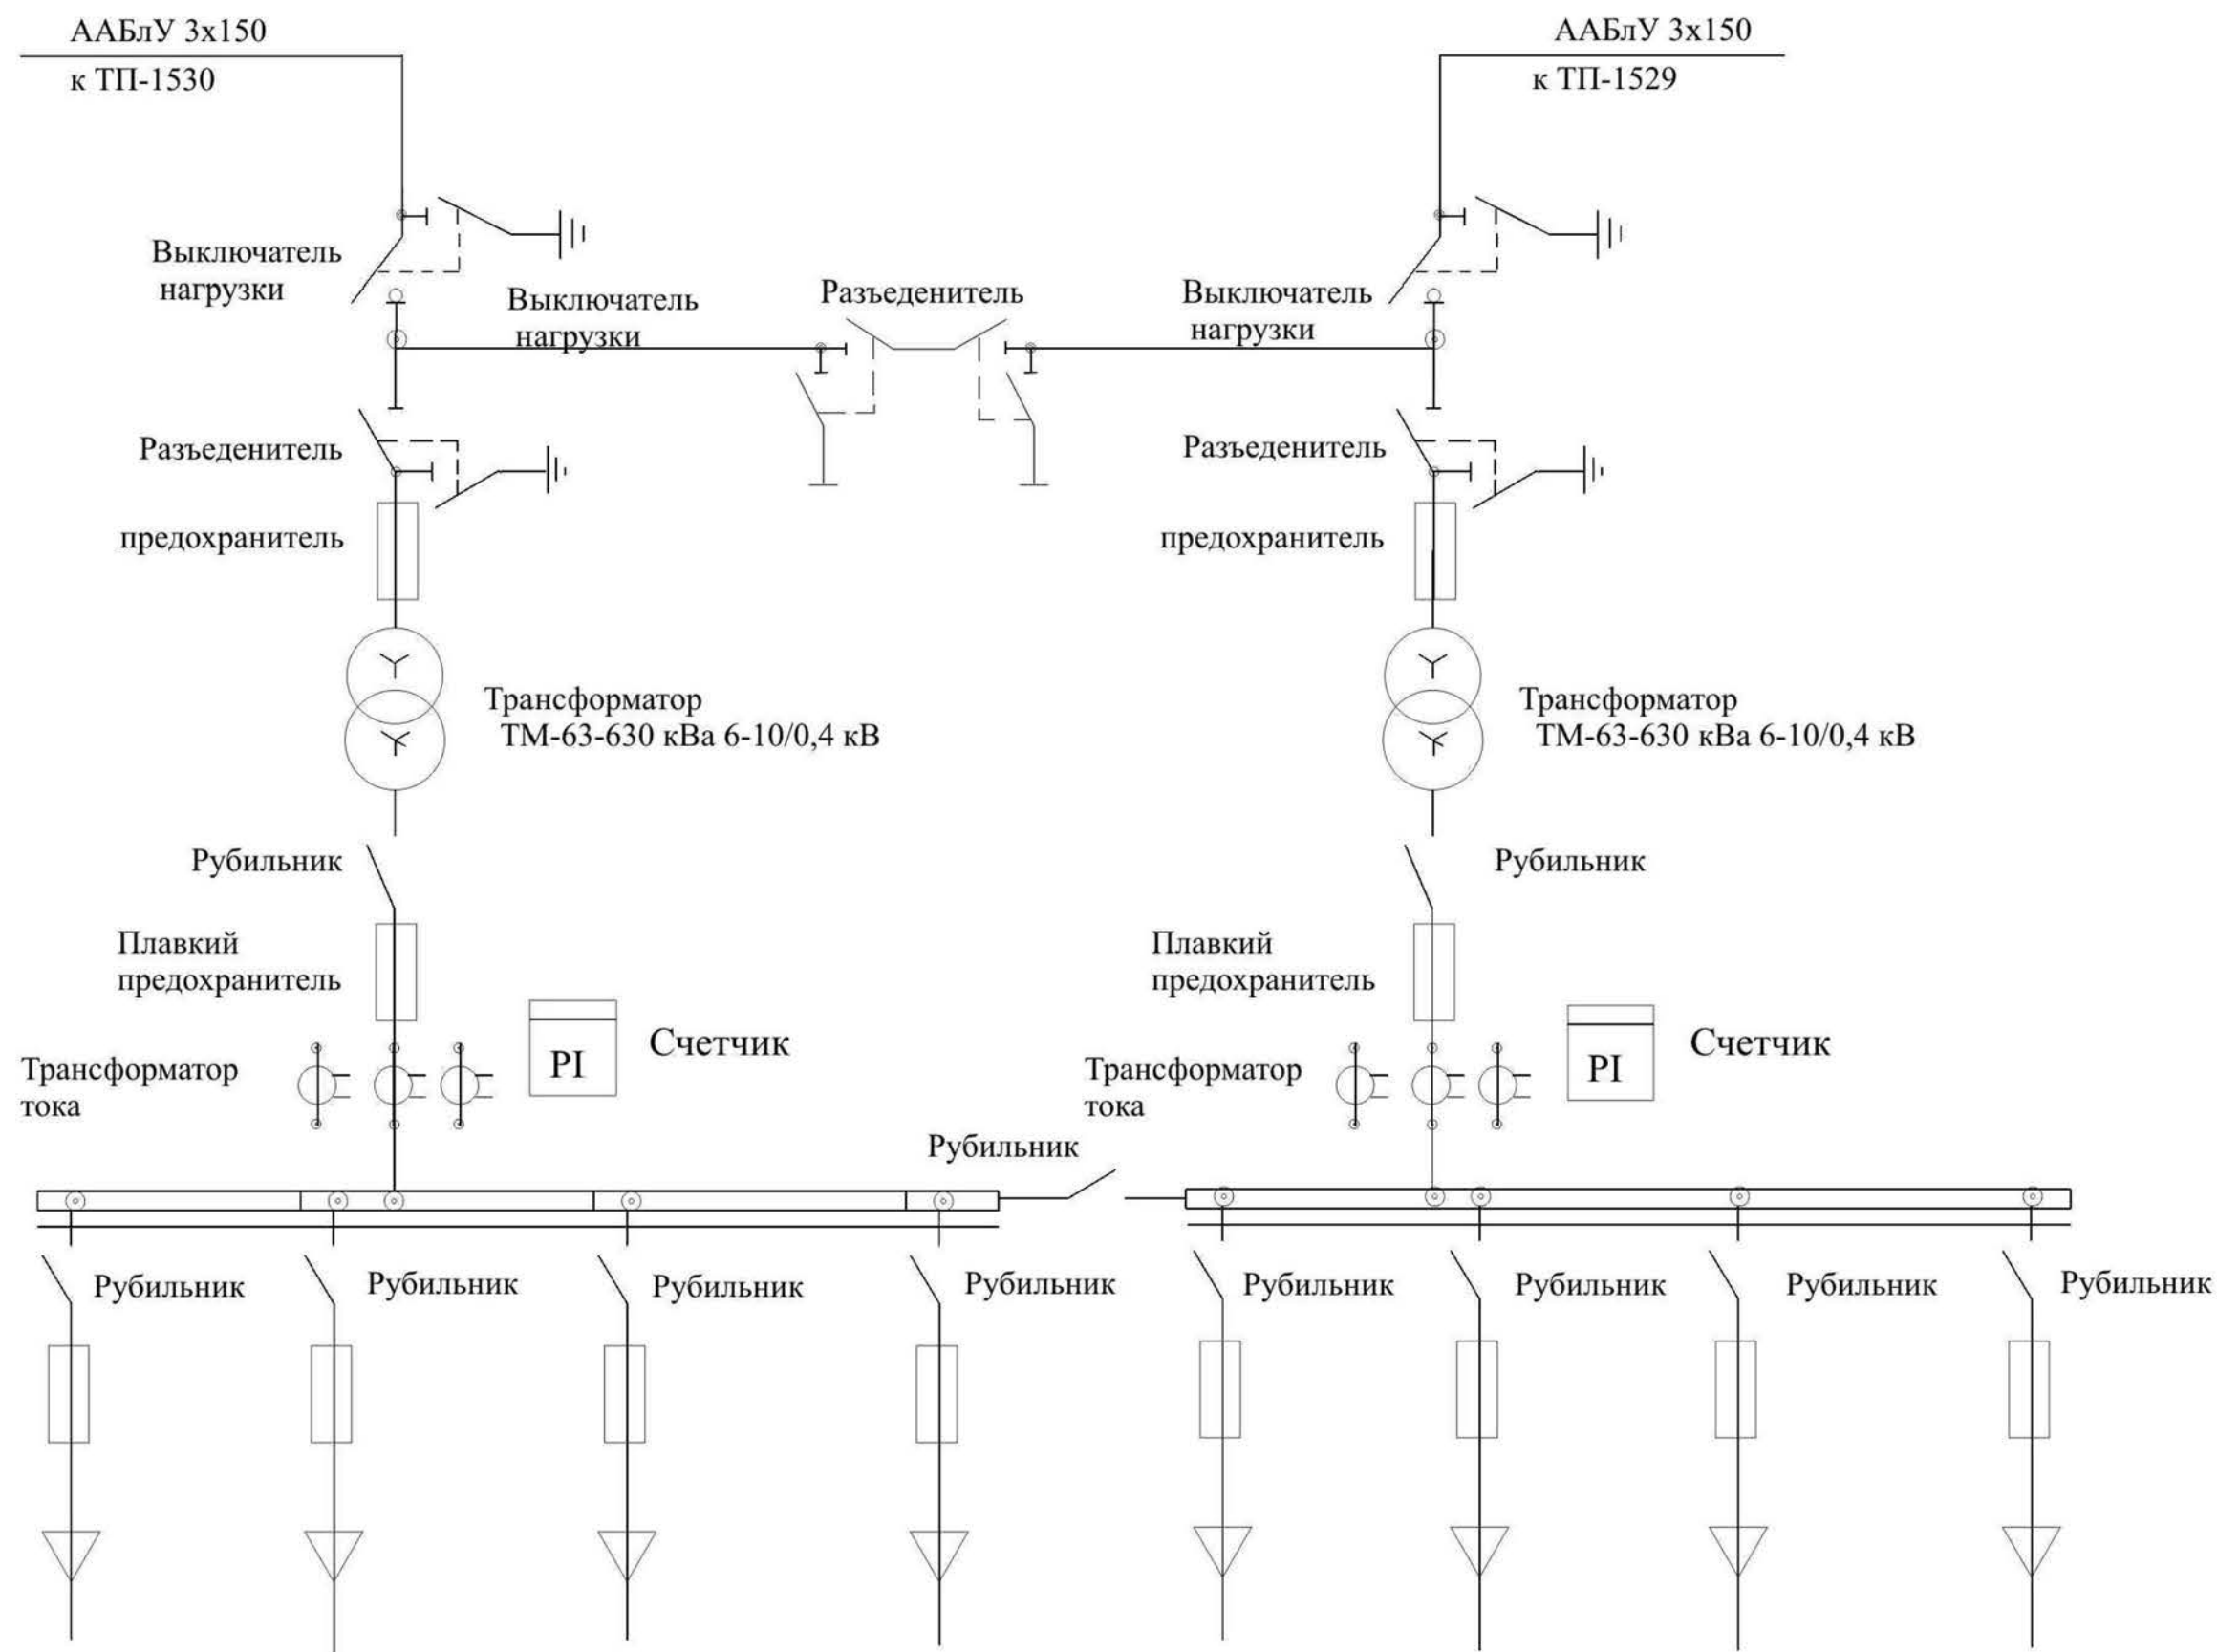 ААБлУ 3х150
к ТП-1530
ААБлУ 3х150
к ТП-1529
Выключатель
нагрузки
Выключатель
нагрузки
Разъеденитель
Выключатель
нагрузки
Разъеденитель
Разъеденитель
предохранитель
предохранитель
Трансформатор
ТМ-63-630 кВа 6-10/0,4 кВ
Трансформатор
ТМ-63-630 кВа 6-10/0,4 кВ
Рубильник
Рубильник
Плавкий
предохранитель
Плавкий
предохранитель
PI
Счетчик
PI
Счетчик
Трансформатор
тока
Трансформатор
тока
Рубильник
Рубильник
Рубильник
Рубильник
Рубильник
Рубильник
Рубильник
Рубильник
Рубильник